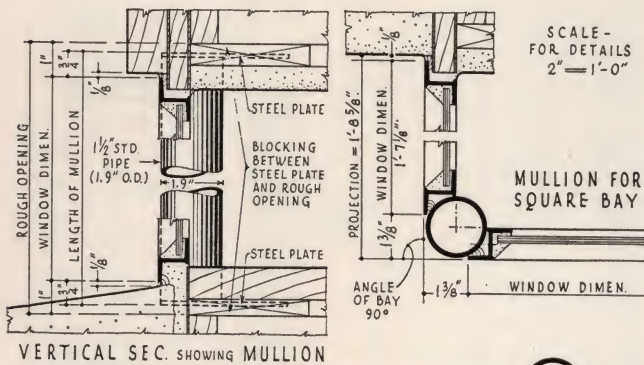 ROUGH OPENING
WINDOW DIMEN.
LENGTH OF MULLION
1"
3/4"
1/8"
1 1/2" STD.
PIPE
(1.9" O.D.)
1.9"
STEEL PLATE
BLOCKING
BETWEEN
STEEL PLATE
AND ROUGH
OPENING
STEEL PLATE
1/8"
1"
3/4"
VERTICAL SEC. SHOWING MULLION
1/8"
PROJECTION = 1'-8 5/8"
WINDOW DIMEN.
1'-7 1/8"
1 3/8"
ANGLE
OF BAY
90°
1 3/8"
WINDOW DIMEN.
SCALE-
FOR DETAILS
2" = 1'-0"
MULLION FOR
SQUARE BAY